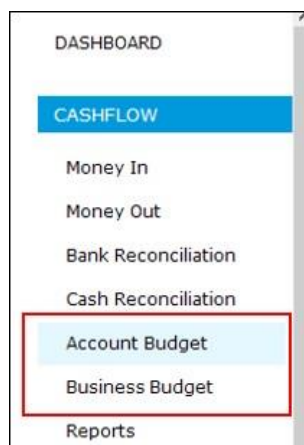 DASHBOARD
CASHFLOW
Money In
Money Out
Bank Reconciliation
Cash Reconciliation
Account Budget
Business Budget
Reports